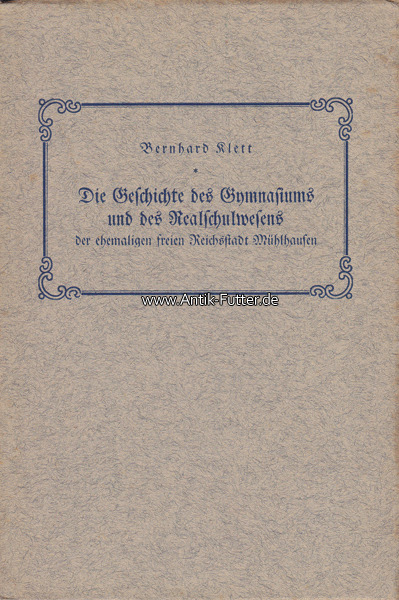 Bernhard Klett
*
Die Geschichte des Gymnasiums
und des Realschulwesens
der ehemaligen freien Reichsstadt Mühlhausen
www.Antik-Futter.de